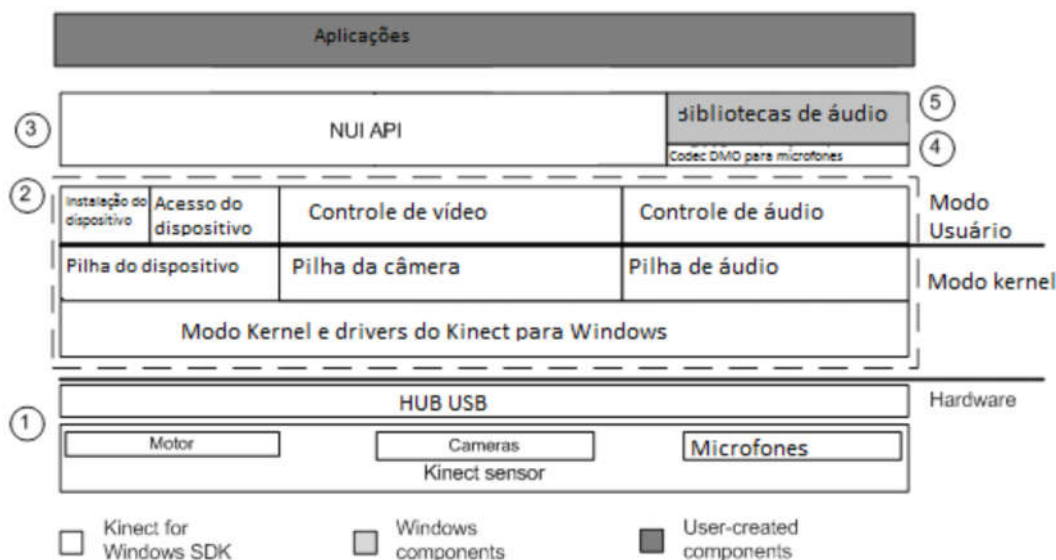 Aplicações
3
NUI API
Bibliotecas de áudio
5
Codec DMO para microfones
4
2
Instalação do
dispositivo
Acesso do
dispositivo
Controle de vídeo
Controle de áudio
Modo
Usuário
Pilha do dispositivo
Pilha da câmera
Pilha de áudio
Modo kernel
Modo Kernel e drivers do Kinect para Windows
1
HUB USB
Hardware
Motor
Cameras
Microfones
Kinect sensor
Kinect for
Windows SDK
Windows
components
User-created
components